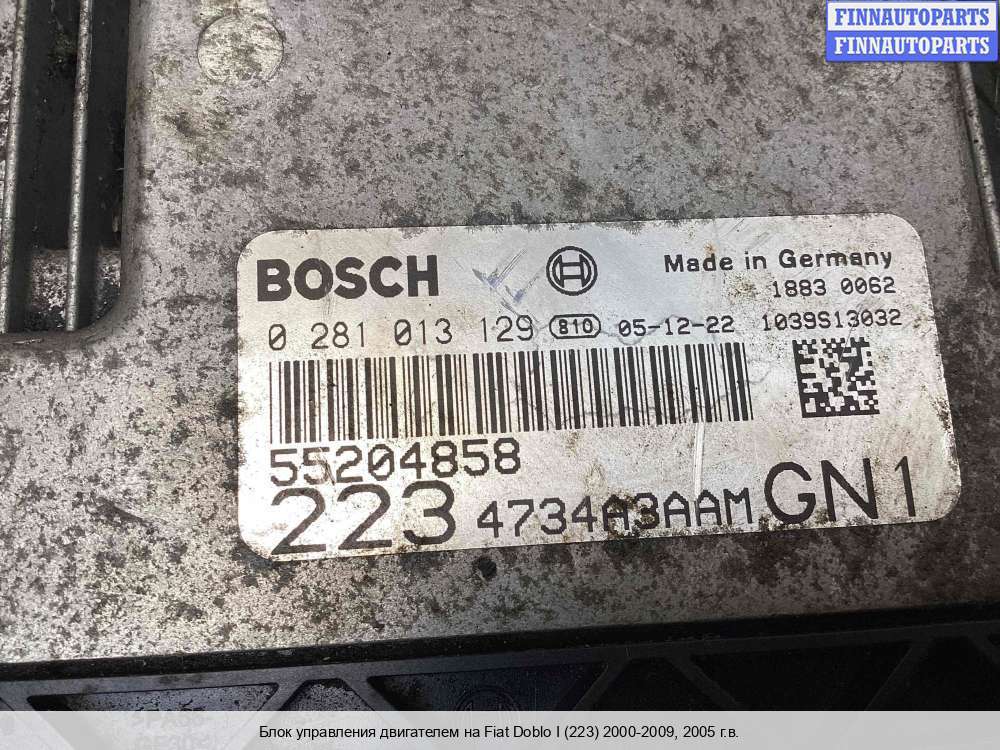 FINNAUTOPARTS
FINNAUTOPARTS
BOSCH Made in Germany
1883 0062
0 281 013 129 810 05-12-22 1039S13032
55204858
223 4734A3AAM GN1
Блок управления двигателем на Fiat Doblo I (223) 2000-2009, 2005 г.в.